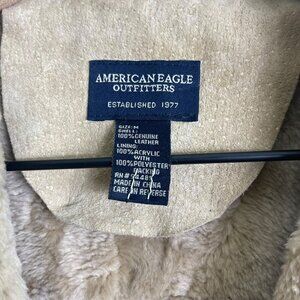 AMERICAN EAGLE
OUTFITTERS
ESTABLISHED 1977
SIZE: M
SHELL:
100% GENUINE
LEATHER
LINING:
100% ACRYLIC
WITH
100% POLYESTER
BACKING
RN#
MADE IN CHINA
CARE ON REVERSE